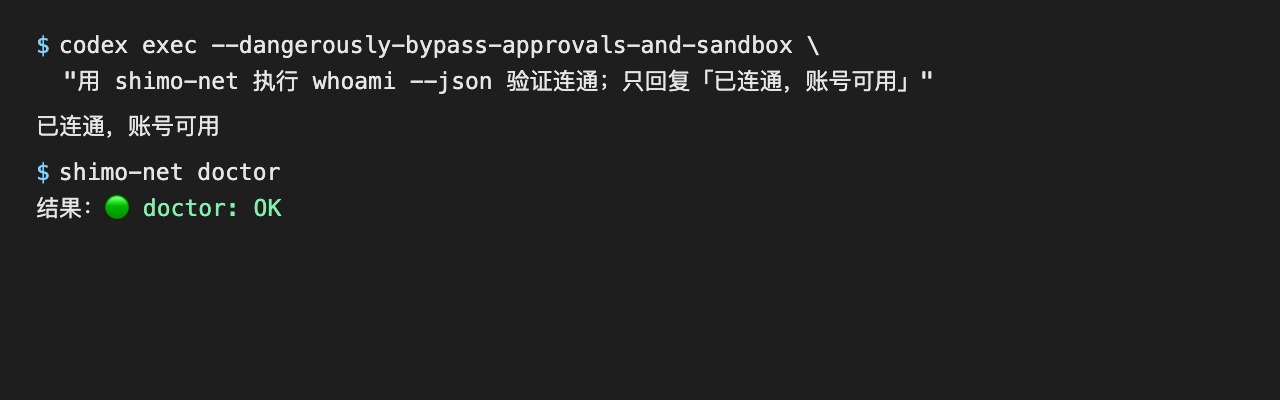 $ codex exec --dangerously-bypass-approvals-and-sandbox \
"用 shimo-net 执行 whoami --json 验证连通；只回复「已连通，账号可用」"
已连通，账号可用
$ shimo-net doctor
结果：🟢 doctor: OK